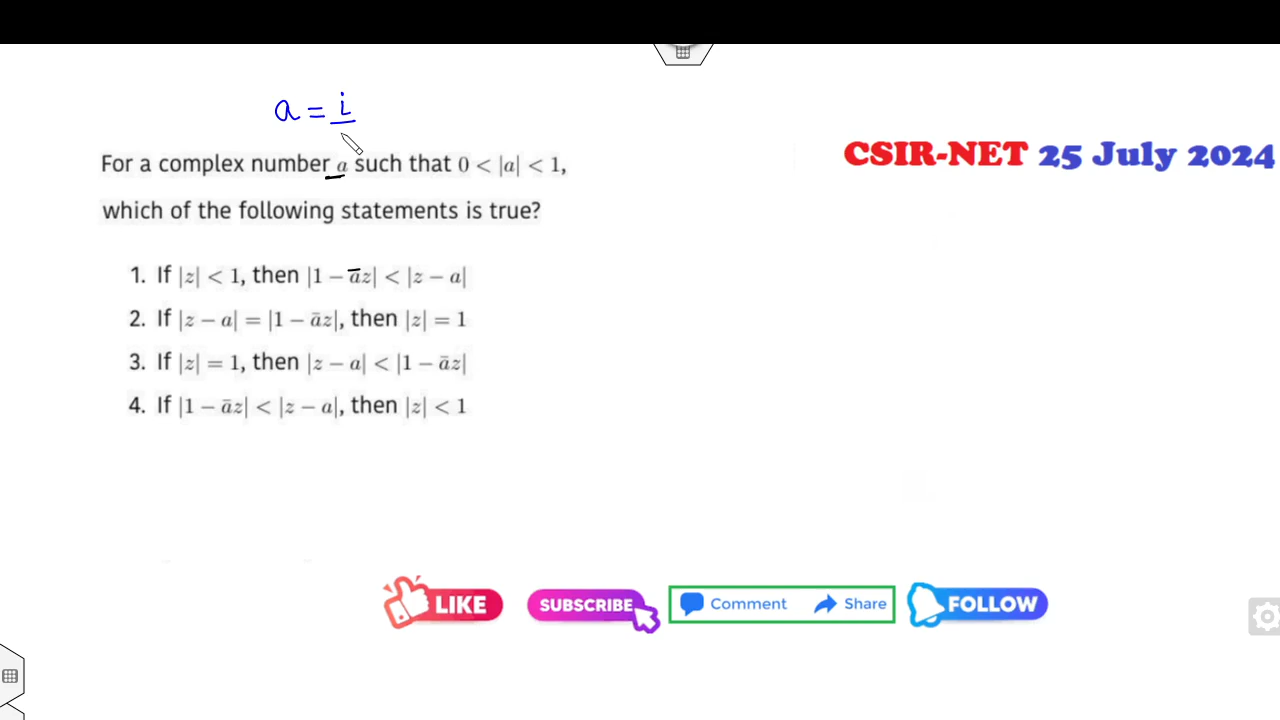 a = i
For a complex number a such that 0 < |a| < 1,
which of the following statements is true?
CSIR-NET 25 July 2024
1. If |z| < 1, then |1 − āz| < |z − a|
2. If |z − a| = |1 − āz|, then |z| = 1
3. If |z| = 1, then |z − a| < |1 − āz|
4. If |1 − āz| < |z − a|, then |z| < 1
LIKE SUBSCRIBE Comment Share FOLLOW